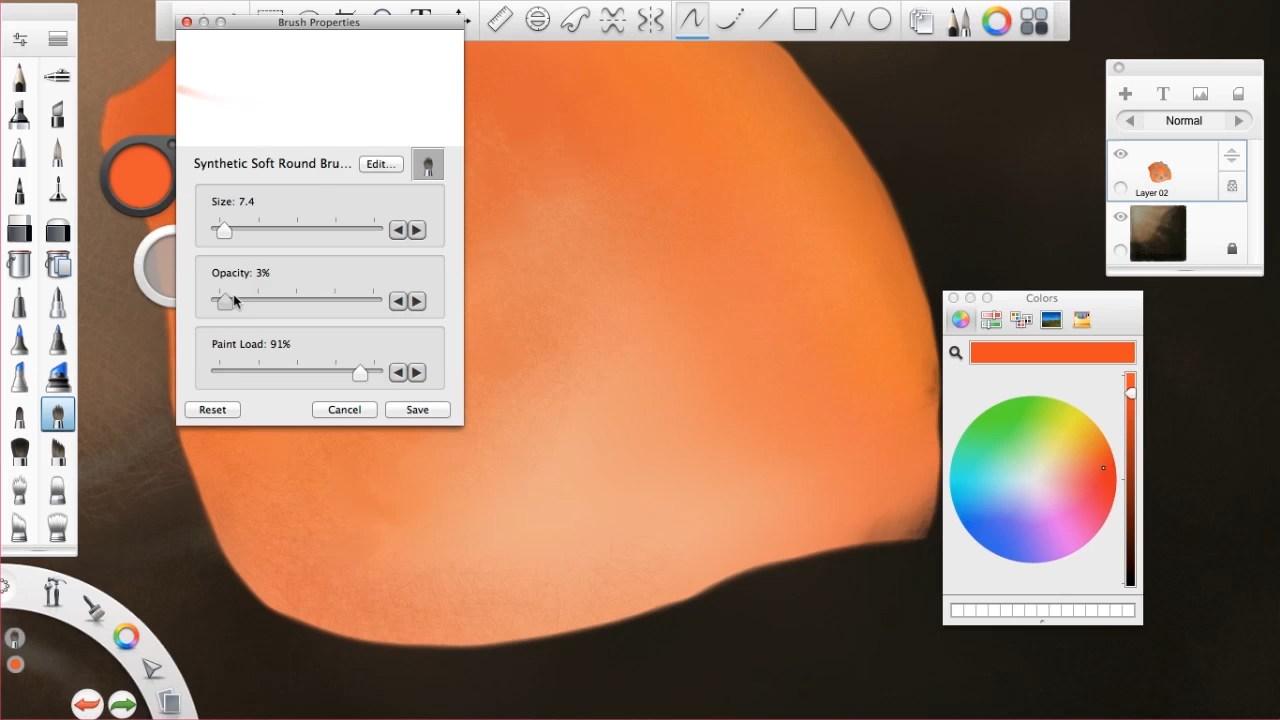 Brush Properties
Synthetic Soft Round Bru... Edit...
Size: 7.4
Opacity: 3%
Paint Load: 91%
Reset Cancel Save
Normal
Layer 02
Colors